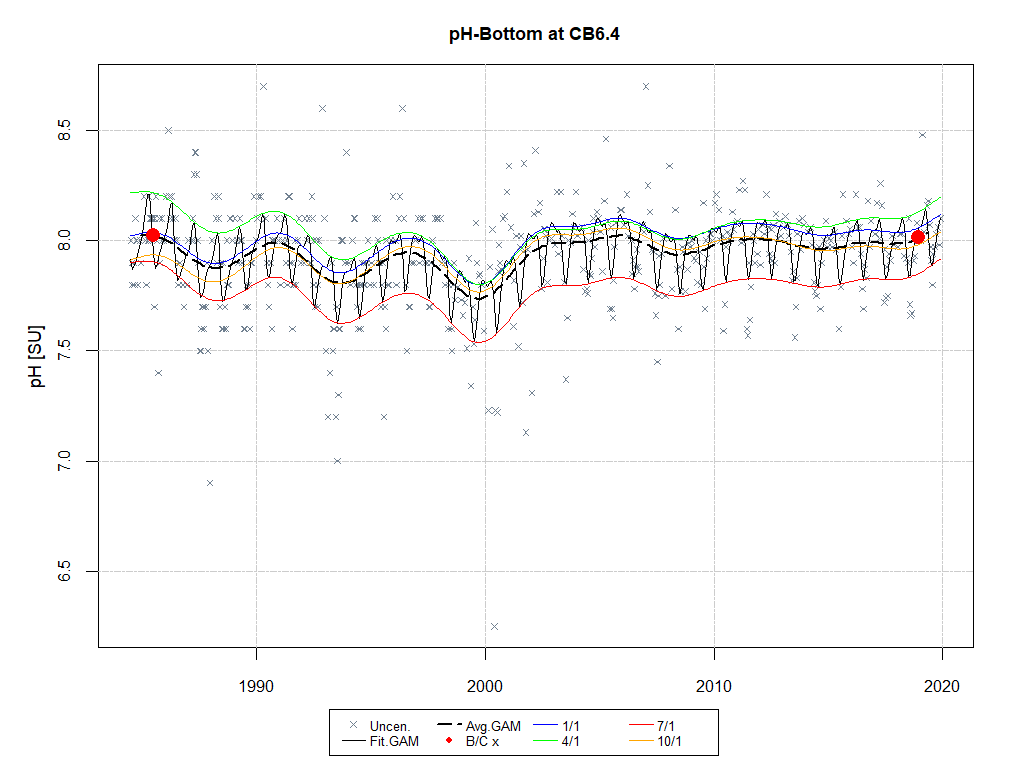 pH-Bottom at CB6.4
8.5
8.0
7.5
7.0
6.5
pH [SU]
1990 2000 2010 2020
Uncen. Avg.GAM 1/1 7/1
Fit.GAM B/C x 4/1 10/1